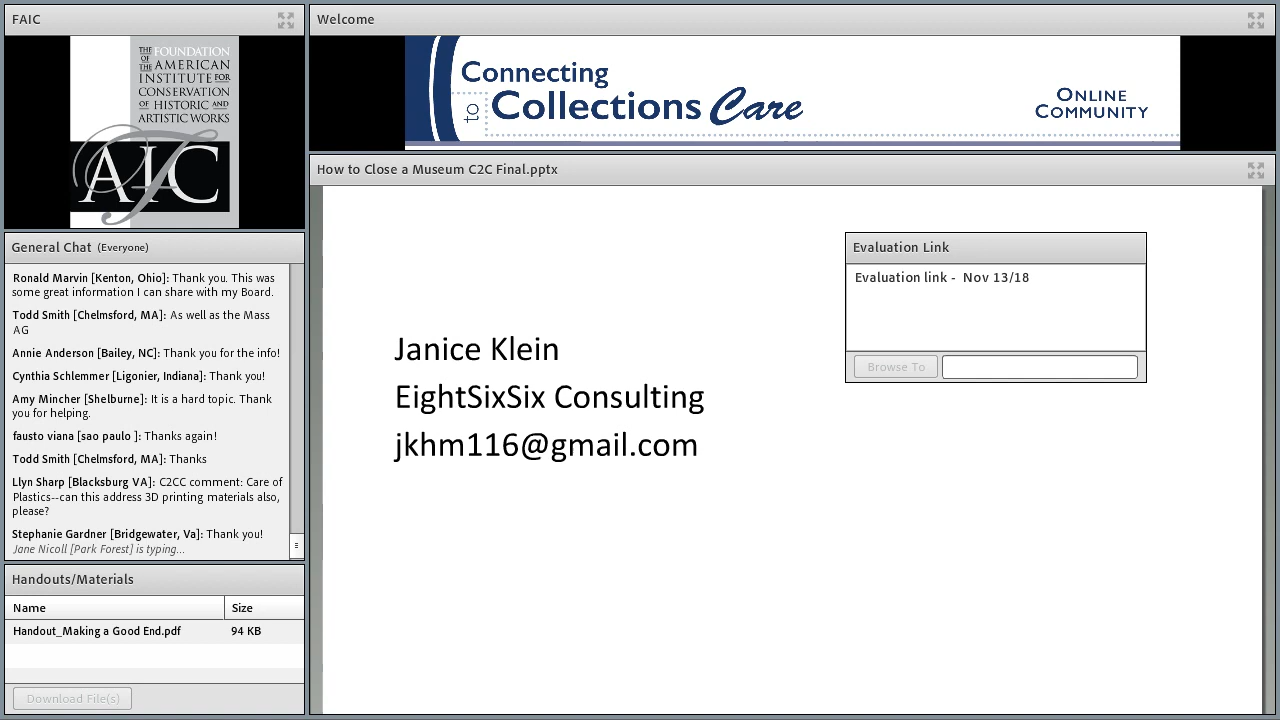 FAIC
THE
OF
THE
FOUNDATION
AMERICAN
INSTITUTE FOR
CONSERVATION
OF HISTORIC AND
ARTISTIC WORKS
AIC
Welcome
Connecting
to
Collections Care
ONLINE
COMMUNITY
General Chat (Everyone)
Ronald Marvin [Kenton, Ohio]: Thank you. This was
some great information I can share with my Board.
Todd Smith [Chelmsford, MA]: As well as the Mass
AG
Annie Anderson [Bailey, NC]: Thank you for the info!
Cynthia Schlemmer [Ligonier, Indiana]: Thank you!
Amy Mincher [Shelburne]: It is a hard topic. Thank
you for helping.
fausto viana [sao paulo ]: Thanks again!
Todd Smith [Chelmsford, MA]: Thanks
Llyn Sharp [Blacksburg VA]: C2CC comment: Care of
Plastics--can this address 3D printing materials also,
please?
Stephanie Gardner [Bridgewater, Va]: Thank you!
Jane Nicoll [Park Forest] is typing...
Handouts/Materials
Name Size
Handout_Making a Good End.pdf 94 KB
Download File(s)
How to Close a Museum C2C Final.pptx
Janice Klein
EightSixSix Consulting
jkhm116@gmail.com
Evaluation Link
Evaluation link - Nov 13/18
Browse To